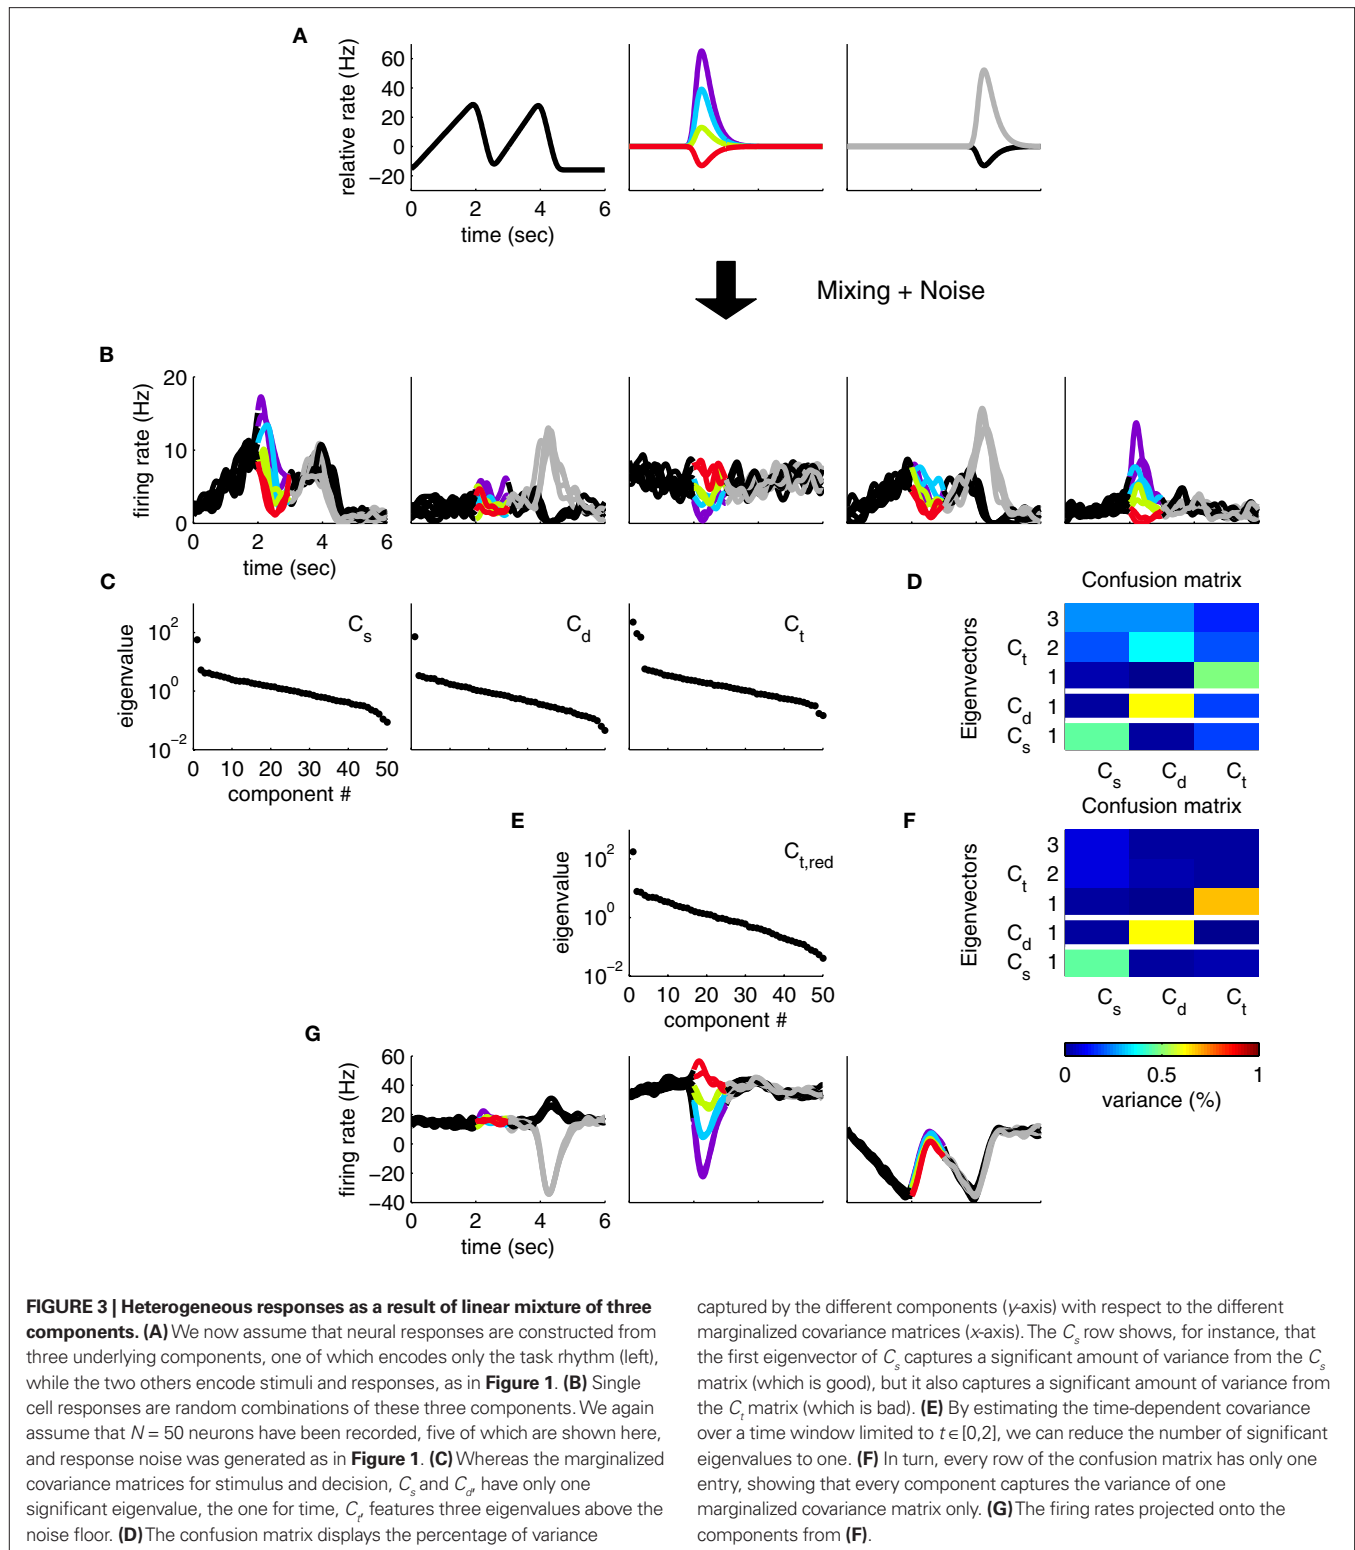 A
relative rate (Hz)
60
40
20
0
−20
0 2 4 6
time (sec)
Mixing + Noise
B
firing rate (Hz)
20
10
0
0 2 4 6
time (sec)
C
eigenvalue
10^2
10^0
10^−2
0 10 20 30 40 50
component #
C_s
C_d
C_t
D
Confusion matrix
Eigenvectors
C_t 3
2
1
C_d 1
C_s 1
C_s C_d C_t
E
eigenvalue
10^2
10^0
10^−2
0 10 20 30 40 50
component #
C_t,red
F
Confusion matrix
Eigenvectors
C_t 3
2
1
C_d 1
C_s 1
C_s C_d C_t
0 0.5 1
variance (%)
G
firing rate (Hz)
60
40
20
0
−20
−40
0 2 4 6
time (sec)
FIGURE 3 | Heterogeneous responses as a result of linear mixture of three
components. (A) We now assume that neural responses are constructed from
three underlying components, one of which encodes only the task rhythm (left),
while the two others encode stimuli and responses, as in Figure 1. (B) Single
cell responses are random combinations of these three components. We again
assume that N = 50 neurons have been recorded, five of which are shown here,
and response noise was generated as in Figure 1. (C) Whereas the marginalized
covariance matrices for stimulus and decision, C_s and C_d, have only one
significant eigenvalue, the one for time, C_t, features three eigenvalues above the
noise floor. (D) The confusion matrix displays the percentage of variance
captured by the different components (y-axis) with respect to the different
marginalized covariance matrices (x-axis). The C_s row shows, for instance, that
the first eigenvector of C_s captures a significant amount of variance from the C_s
matrix (which is good), but it also captures a significant amount of variance from
the C_t matrix (which is bad). (E) By estimating the time-dependent covariance
over a time window limited to t ∈ [0,2], we can reduce the number of significant
eigenvalues to one. (F) In turn, every row of the confusion matrix has only one
entry, showing that every component captures the variance of one
marginalized covariance matrix only. (G) The firing rates projected onto the
components from (F).